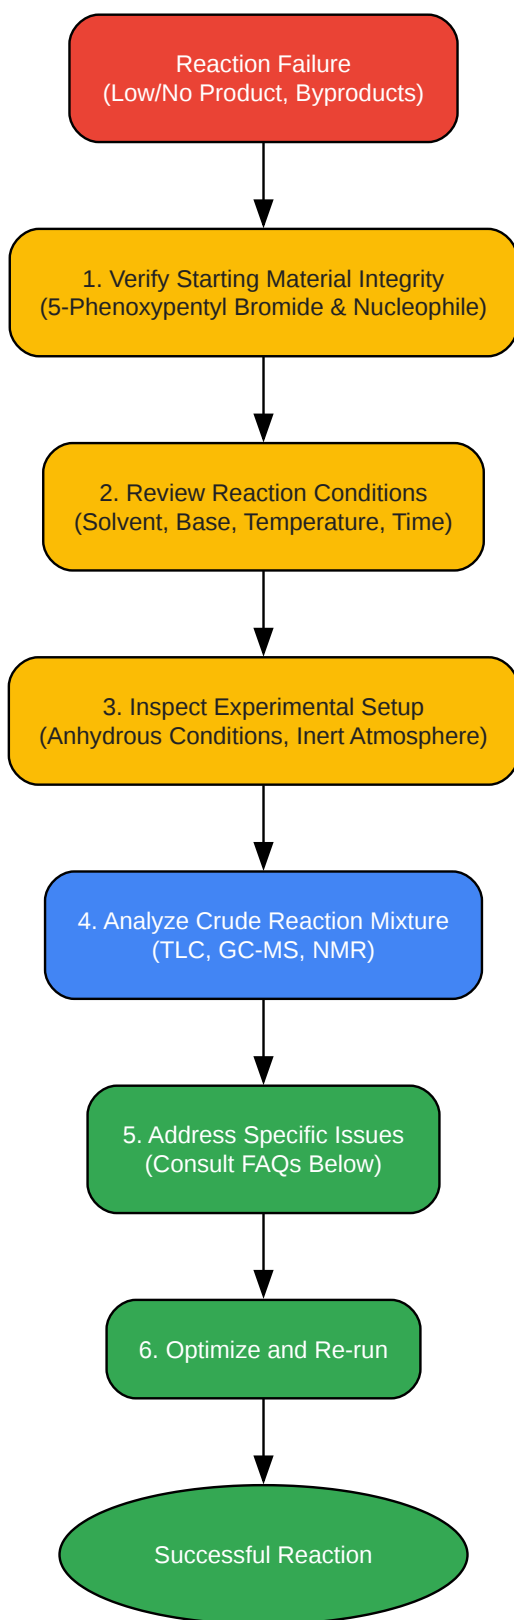 Reaction Failure
(Low/No Product, Byproducts)
1. Verify Starting Material Integrity
(5-Phenoxypentyl Bromide & Nucleophile)
2. Review Reaction Conditions
(Solvent, Base, Temperature, Time)
3. Inspect Experimental Setup
(Anhydrous Conditions, Inert Atmosphere)
4. Analyze Crude Reaction Mixture
(TLC, GC-MS, NMR)
5. Address Specific Issues
(Consult FAQs Below)
6. Optimize and Re-run
Successful Reaction